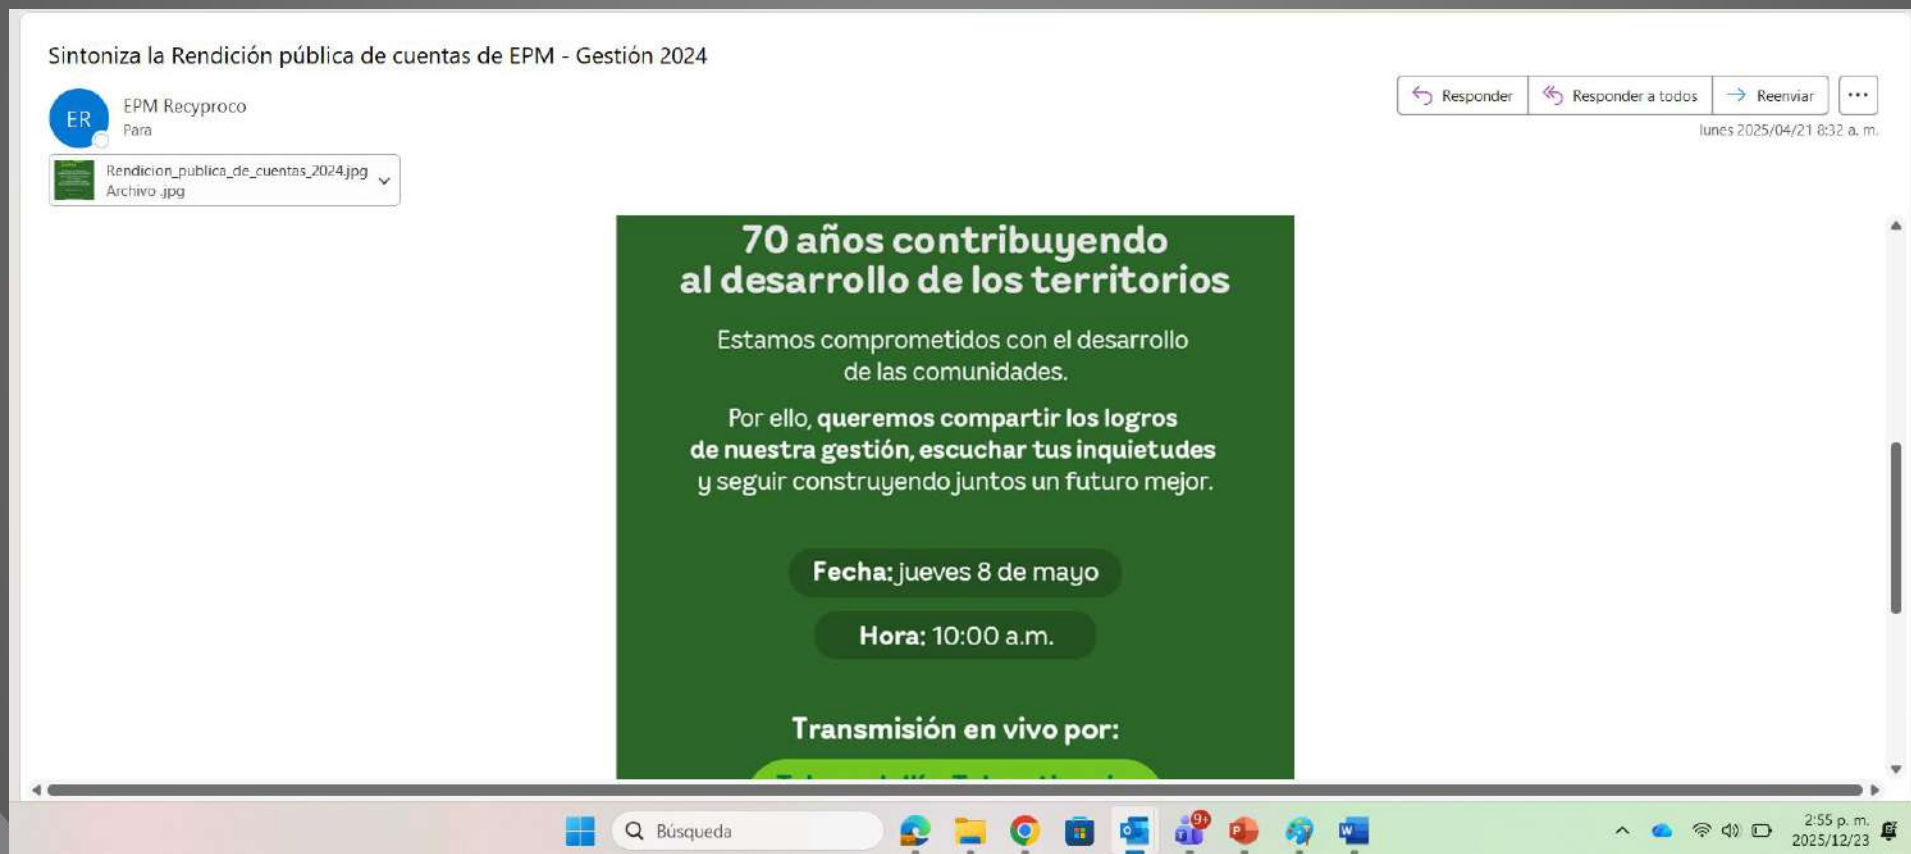 Sintoniza la Rendición pública de cuentas de EPM - Gestión 2024
ER
EPM Recyproco
Para
Responder
Responder a todos
Reenviar
lunes 2025/04/21 8:32 a. m.
Rendicion_publica_de_cuentas_2024.jpg
Archivo .jpg
70 años contribuyendo
al desarrollo de los territorios
Estamos comprometidos con el desarrollo
de las comunidades.
Por ello, queremos compartir los logros
de nuestra gestión, escuchar tus inquietudes
y seguir construyendo juntos un futuro mejor.
Fecha: jueves 8 de mayo
Hora: 10:00 a.m.
Transmisión en vivo por:
Búsqueda
9+
2:55 p. m.
2025/12/23